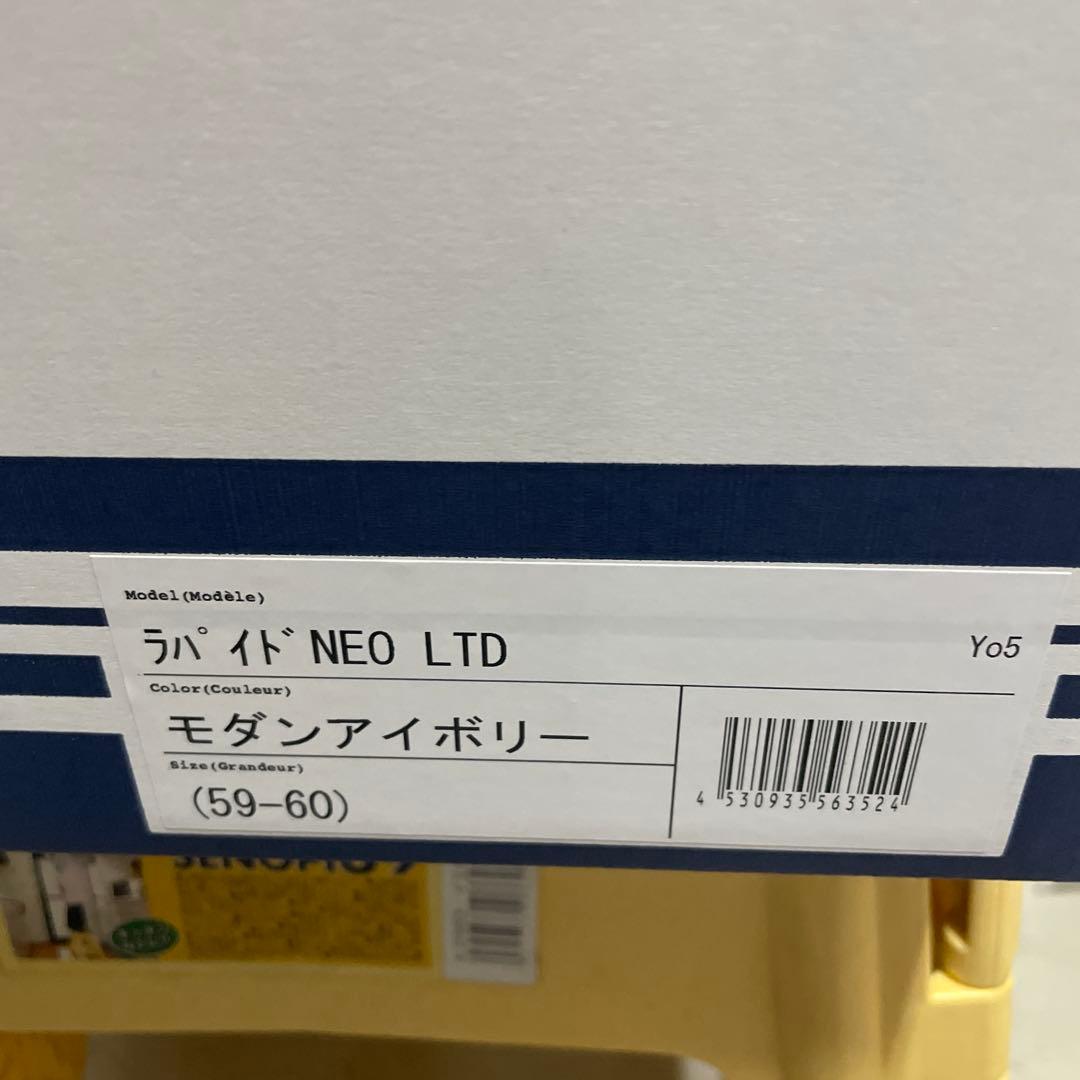 Model(Modèle)
ﾗﾊﾟｲﾄﾞNEO LTD
Yo5
Color(Couleur)
モダンアイボリー
Size(Grandeur)
(59-60)
4 530935 563524